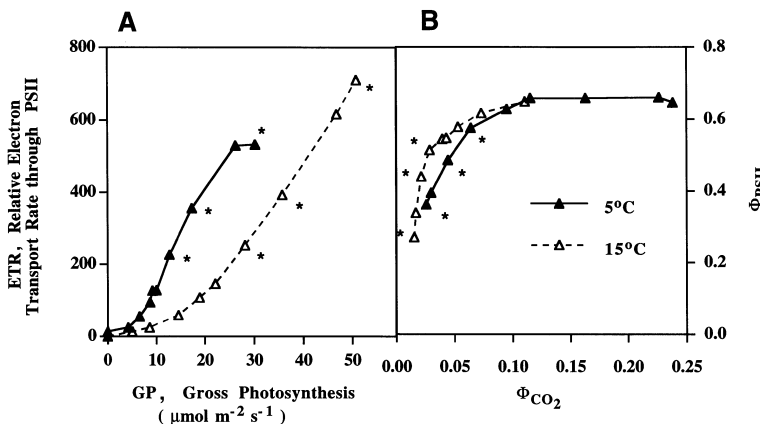 A
B
800
600
400
200
0
ETR, Relative Electron
Transport Rate through PSII
0 10 20 30 40 50
GP, Gross Photosynthesis
( μmol m-2 s-1 )
*
*
*
*
*
*
*
*
*
*
*
*
*
5ºC
15ºC
0.8
0.6
0.4
0.2
0.0
ΦPSII
0.00 0.05 0.10 0.15 0.20 0.25
ΦCO2